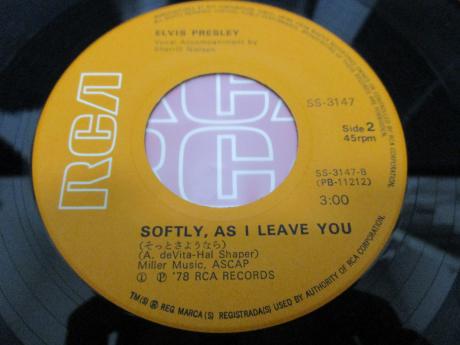 ELVIS PRESLEY
Vocal Accompaniment by
Sherrill Nielsen
RCA
SS-3147
Side 2
45rpm
SS-3147-B
(PB-11212)
3:00
SOFTLY, AS I LEAVE YOU
(そっとさようなら)
(A. deVita-Hal Shaper)
Miller Music, ASCAP
Ⓘ Ⓟ '78 RCA RECORDS
TM(S) ® REG MARCA(S) REGISTRADA(S) USED BY AUTHORITY OF RCA CORPORATION.